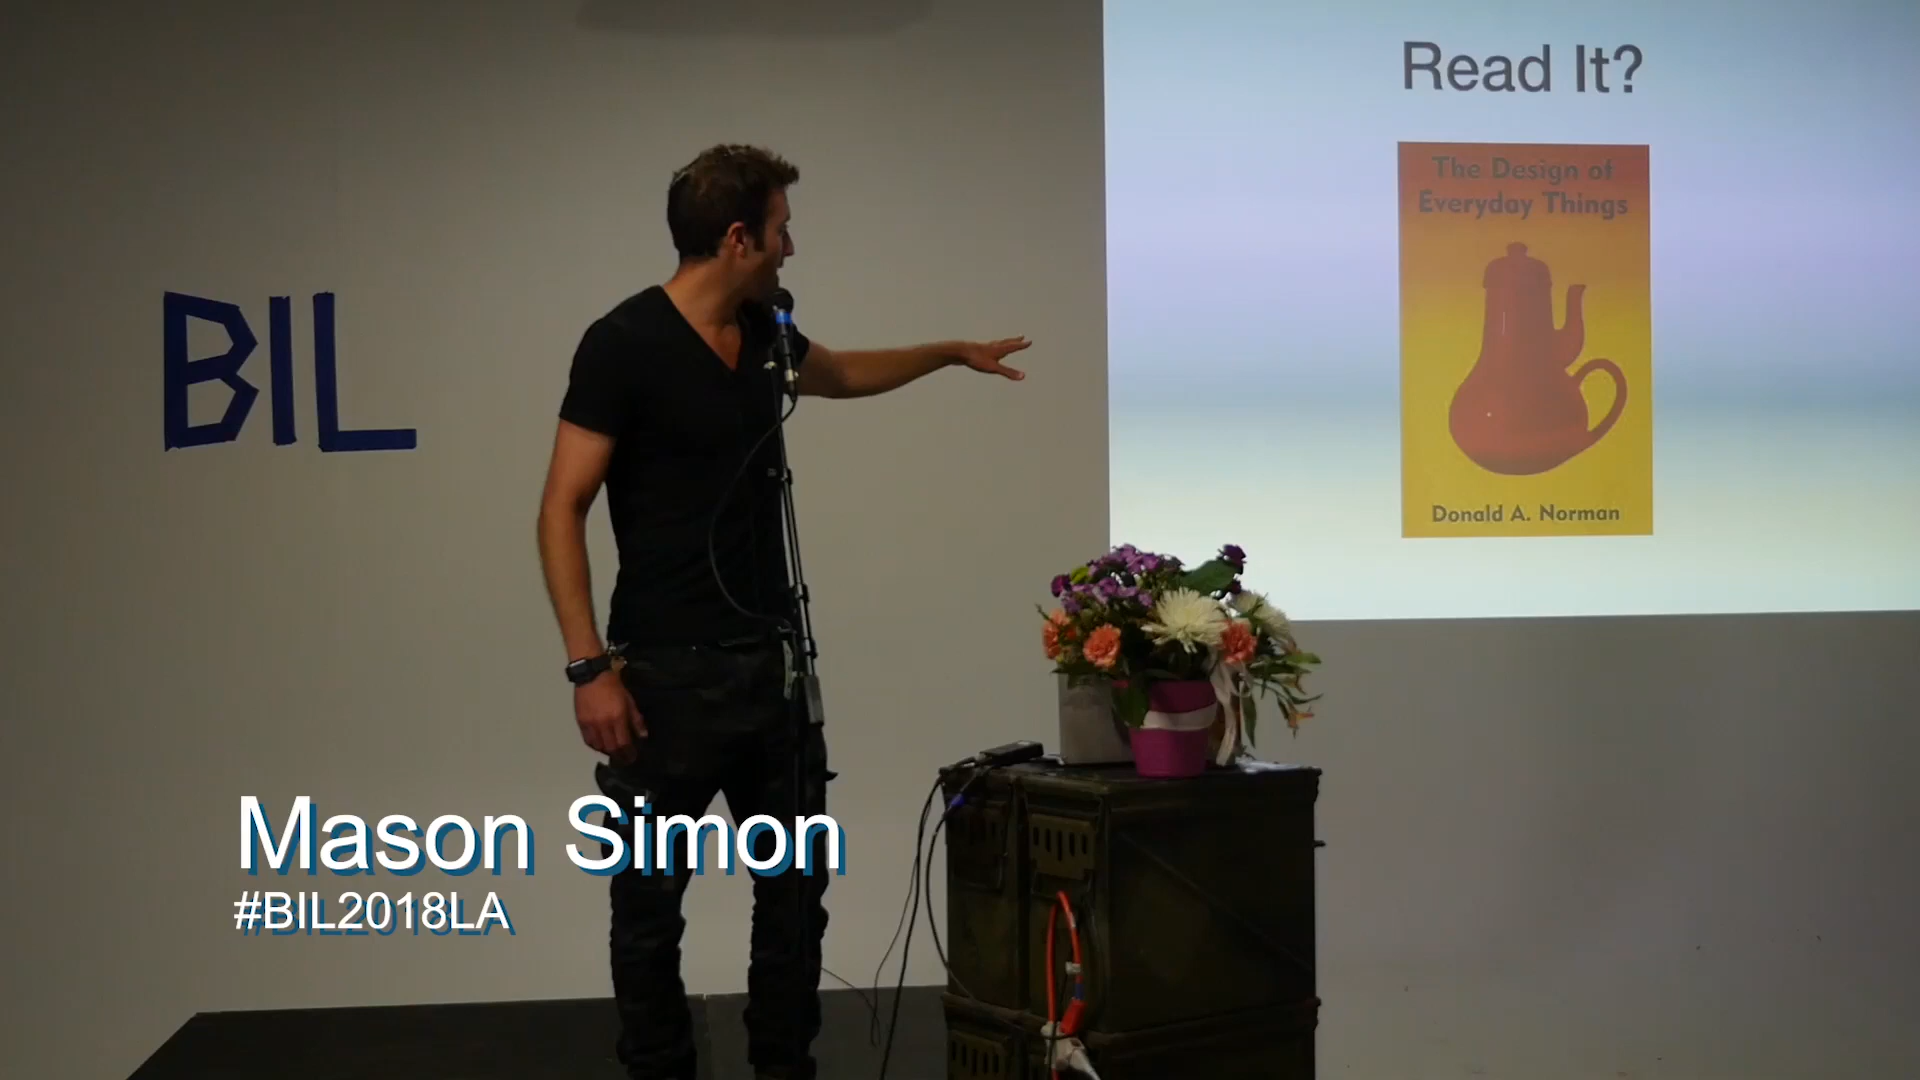 BIL
Read It?
The Design of
Everyday Things
Donald A. Norman
Mason Simon
#BIL2018LA